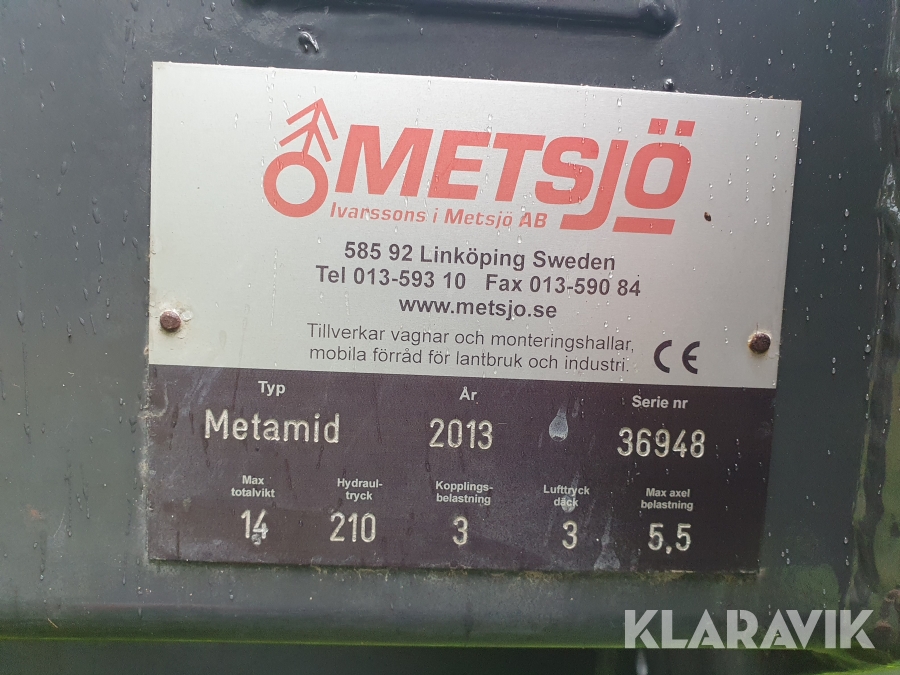 METSJÖ
Ivarssons i Metsjö AB
585 92 Linköping Sweden
Tel 013-593 10 Fax 013-590 84
www.metsjo.se
Tillverkar vagnar och monteringshallar,
mobila förråd för lantbruk och industri.
CE
Typ År Serie nr
Metamid 2013 36948
Max totalvikt Hydraul-tryck Kopplings-belastning Lufttryck däck Max axel belastning
14 210 3 3 5,5
KLARAVIK